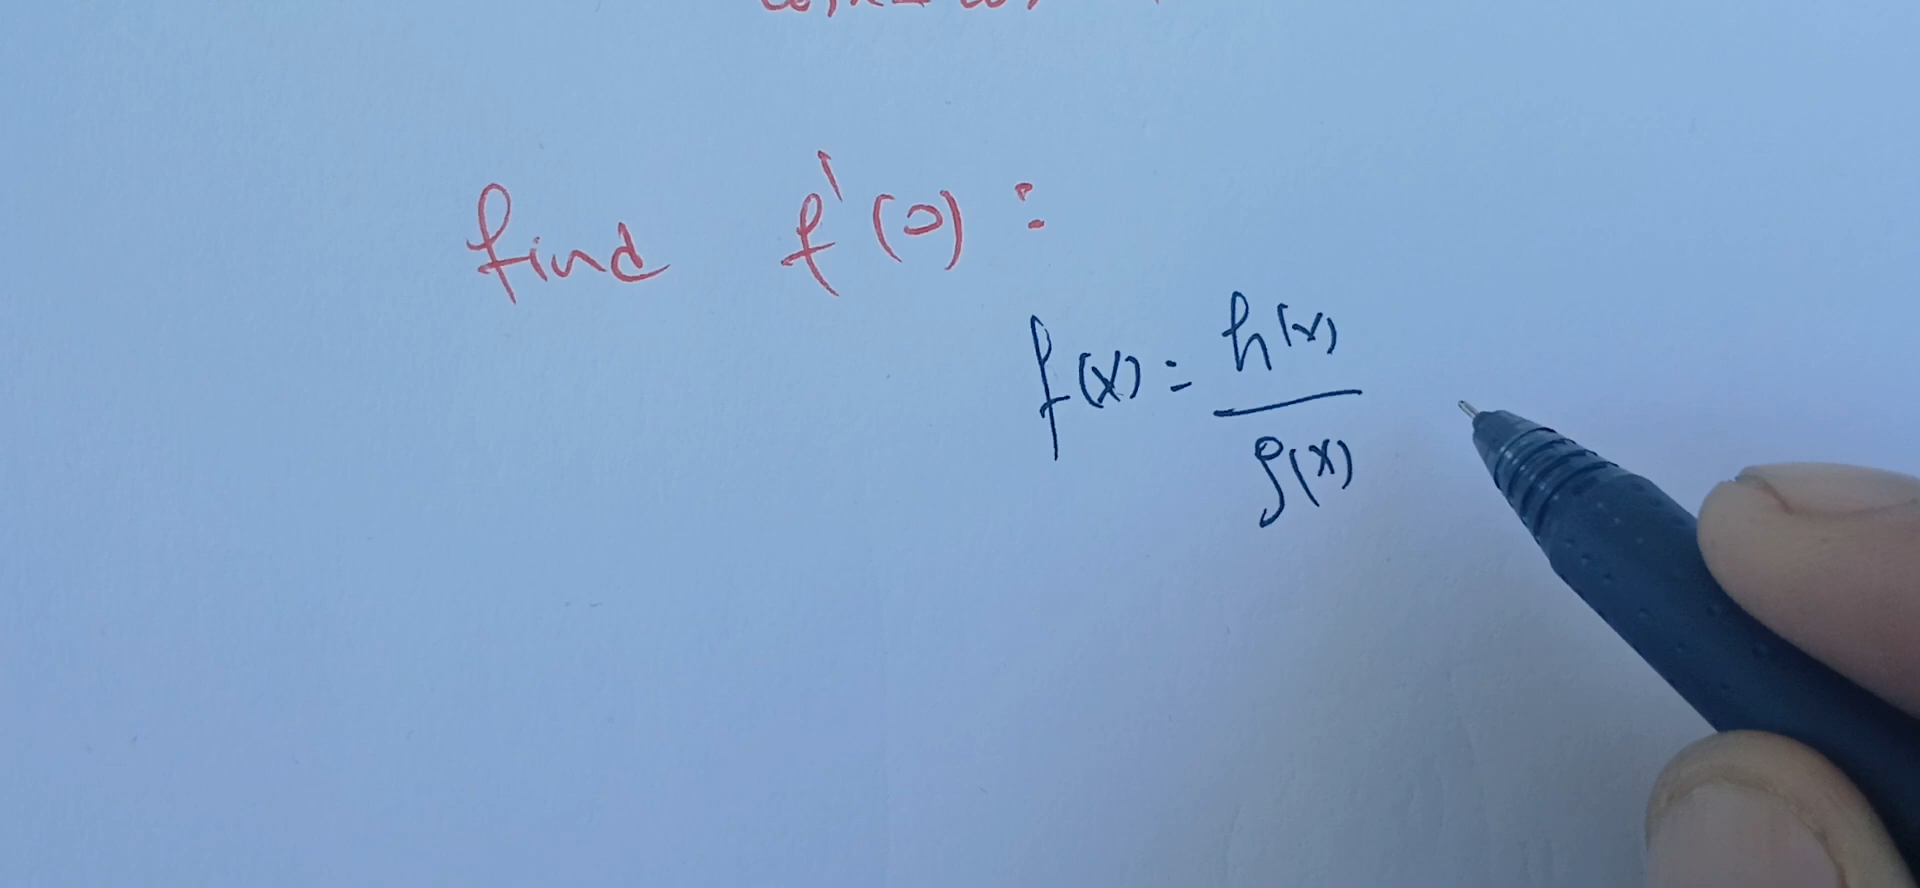 find f'(0):
f(x) = h(x) / g(x)